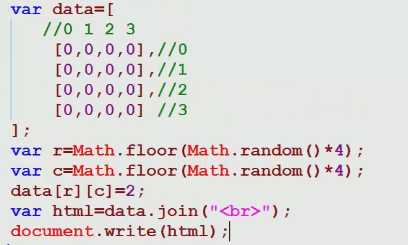 var data=[
//0 1 2 3
[0,0,0,0],//0
[0,0,0,0],//1
[0,0,0,0],//2
[0,0,0,0] //3
];
var r=Math.floor(Math.random()*4);
var c=Math.floor(Math.random()*4);
data[r][c]=2;
var html=data.join("<br>");
document.write(html);